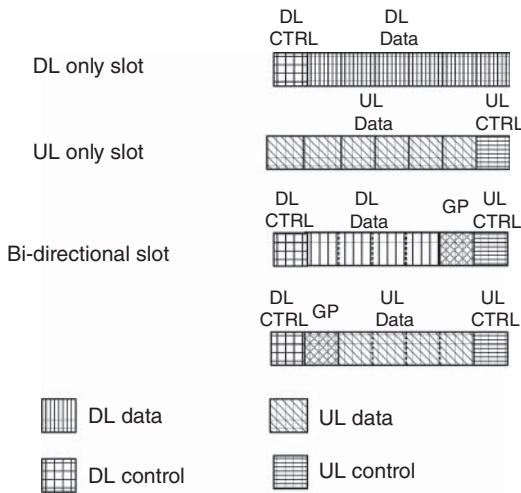 DL DL
CTRL Data
DL only slot
UL UL
Data CTRL
UL only slot
DL DL GP UL
CTRL Data CTRL
Bi-directional slot
DL GP UL UL
CTRL Data CTRL
DL data UL data
DL control UL control